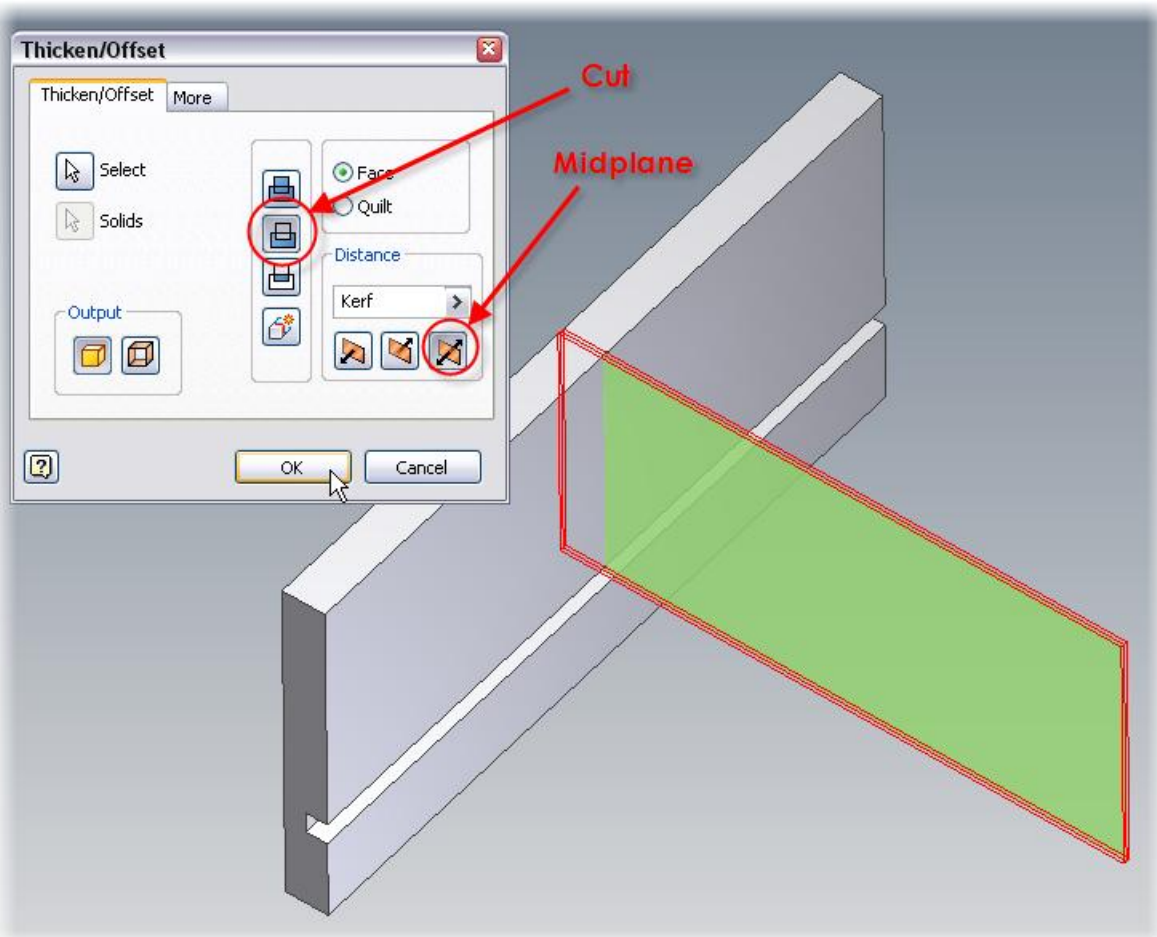 Thicken/Offset
Thicken/Offset
More
Select
Solids
Face
Quilt
Distance
Kerf
Output
OK
Cancel
Cut
Midplane